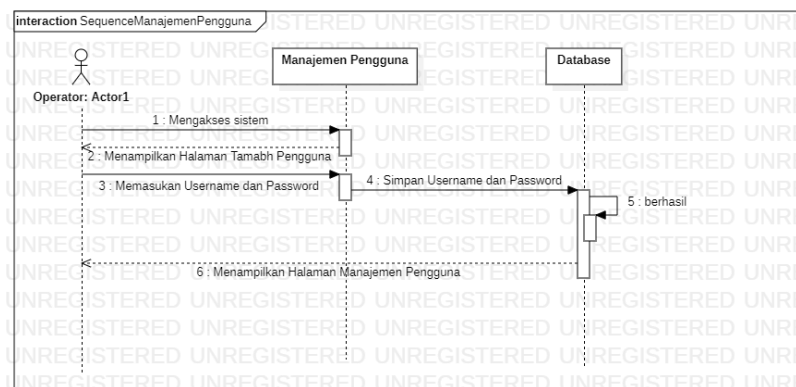 interaction SequenceManajemenPengguna
Manajemen Pengguna
Database
Operator: Actor1
1 : Mengakses sistem
2 : Menampilkan Halaman Tamabh Pengguna
3 : Memasukan Username dan Password
4 : Simpan Username dan Password
5 : berhasil
6 : Menampilkan Halaman Manajemen Pengguna
UNREGISTERED UNREGISTERED UNREGISTERED UNREGISTERED UNRE